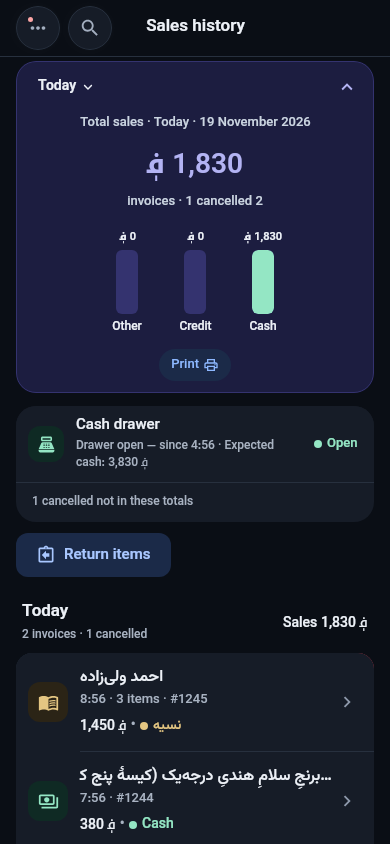 Sales history
Today
Total sales · Today · 19 November 2026
؋ 1,830
invoices · 1 cancelled 2
؋ 0
؋ 0
؋ 1,830
Other
Credit
Cash
Print
Cash drawer
Drawer open — since 4:56 · Expected
cash: 3,830 ؋
Open
1 cancelled not in these totals
Return items
Today
2 invoices · 1 cancelled
Sales 1,830 ؋
احمد ولی‌زاده
8:56 · 3 items · #1245
1,450 ؋ • نسیه
برنجِ سلامِ هندیِ درجه‌یک (کیسهٔ پنج ک...
7:56 · #1244
380 ؋ • Cash